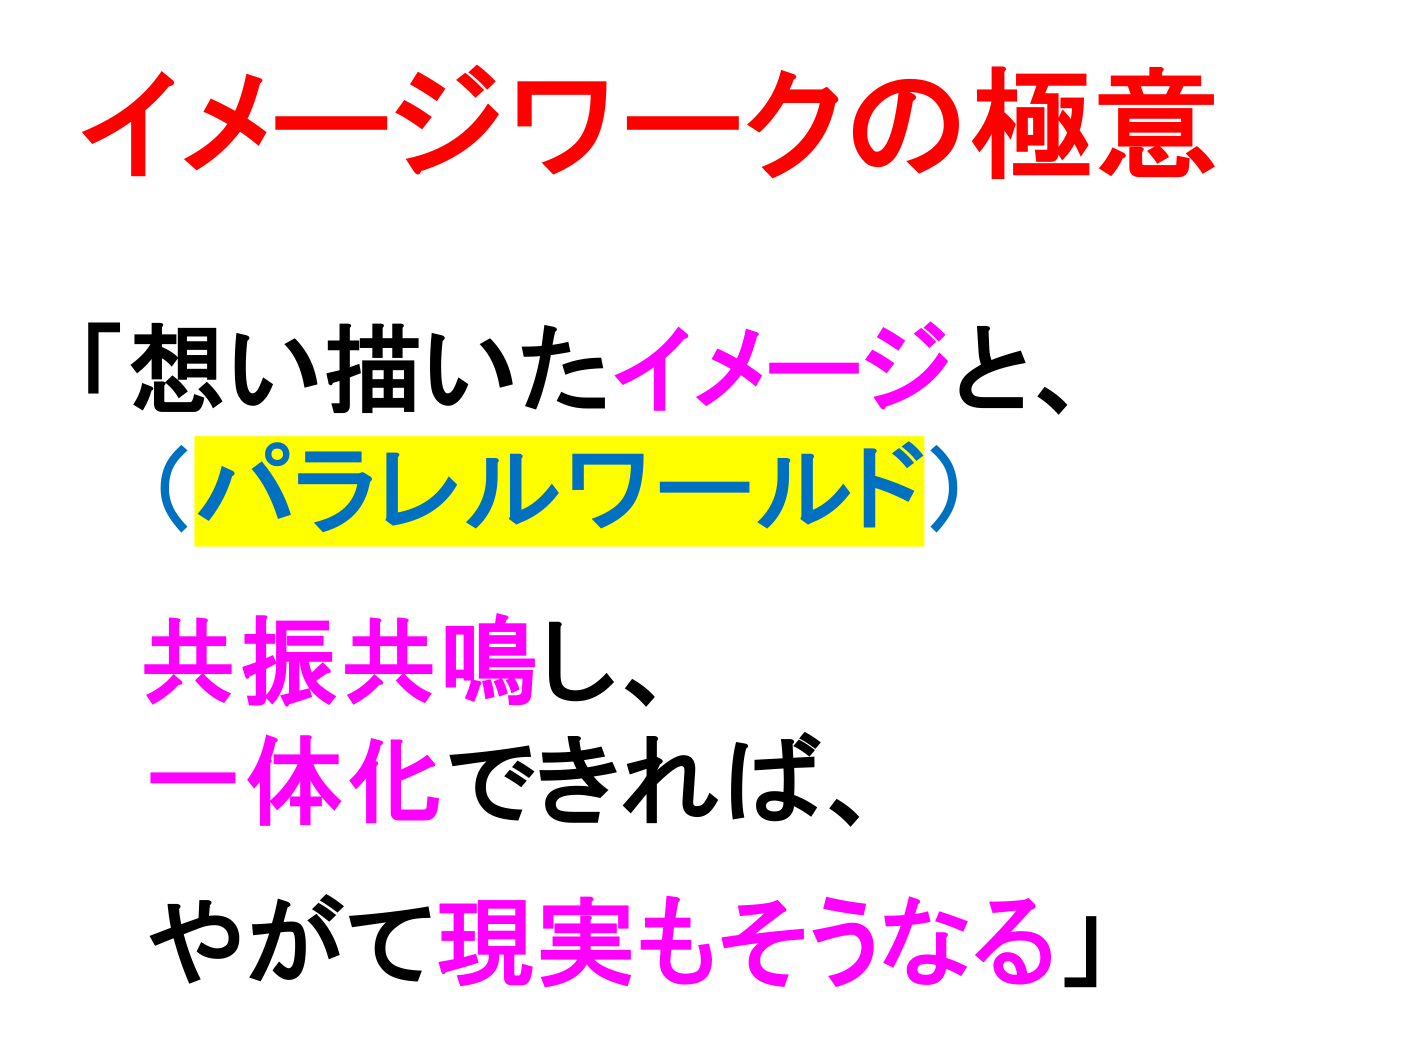 イメージワークの極意
「想い描いたイメージと、
（パラレルワールド）
共振共鳴し、
一体化できれば、
やがて現実もそうなる」